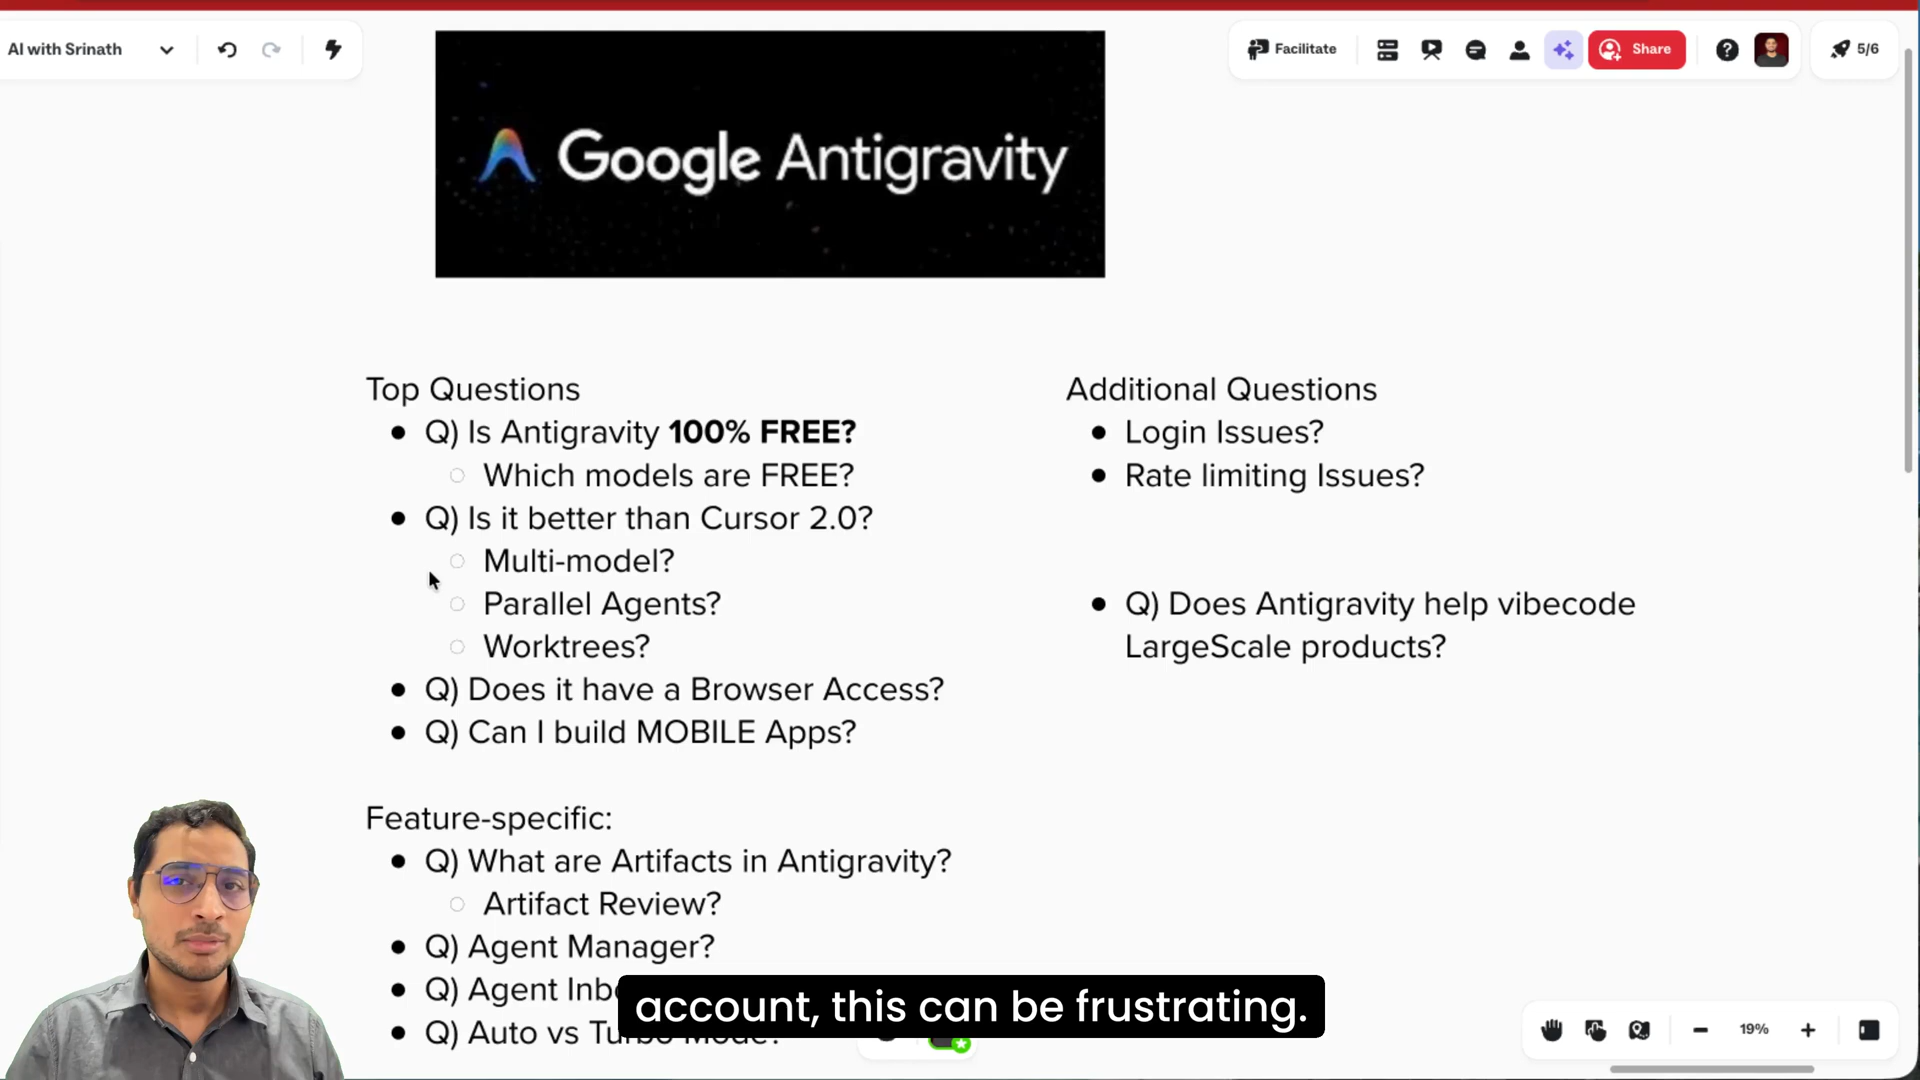 AI with Srinath
Facilitate
Share
5/6
Google Antigravity
Top Questions
Q) Is Antigravity 100% FREE?
Which models are FREE?
Q) Is it better than Cursor 2.0?
Multi-model?
Parallel Agents?
Worktrees?
Q) Does it have a Browser Access?
Q) Can I build MOBILE Apps?
Additional Questions
Login Issues?
Rate limiting Issues?
Q) Does Antigravity help vibecode
LargeScale products?
Feature-specific:
Q) What are Artifacts in Antigravity?
Artifact Review?
Q) Agent Manager?
Q) Agent
Q) Auto vs Turbo Mode?
account, this can be frustrating.
19%